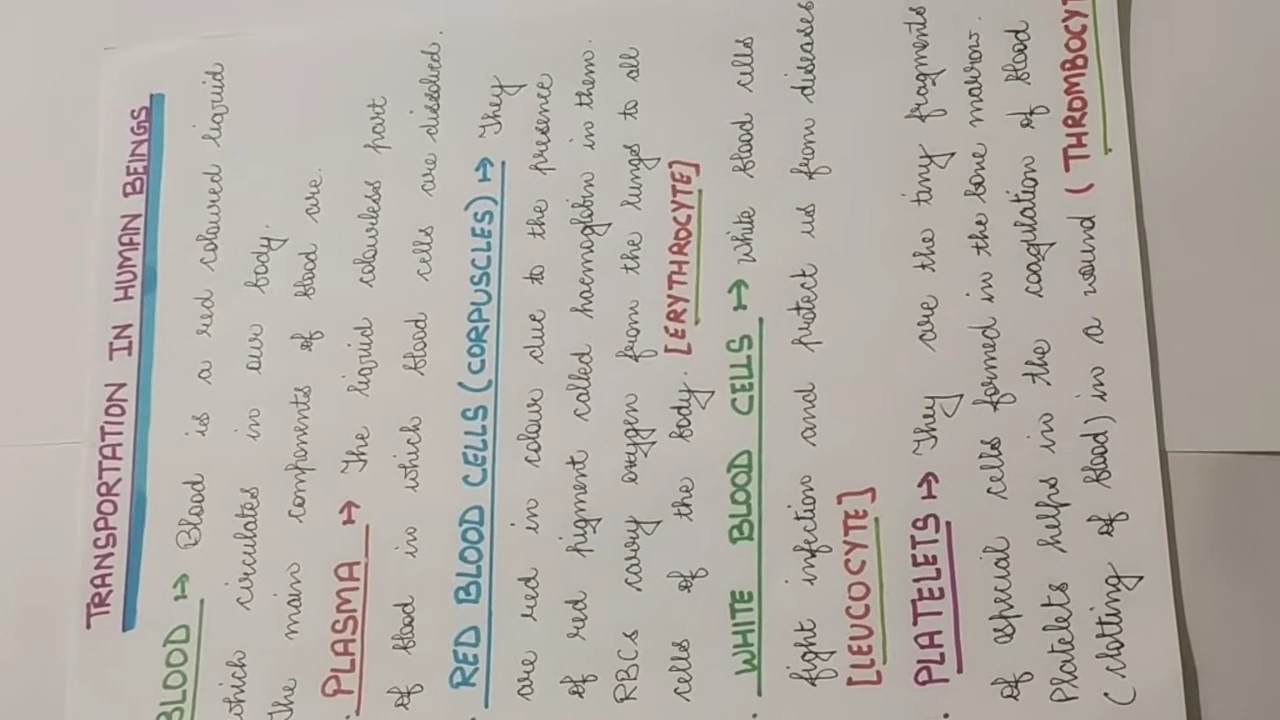 TRANSPORTATION IN HUMAN BEINGS
BLOOD → Blood is a red coloured liquid
which circulates in our body.
The main components of blood are.
. PLASMA → The liquid colourless part
of blood in which blood cells are dissolved.
. RED BLOOD CELLS (CORPUSCLES) → They
are red in colour due to the presence
of red pigment called haemoglobin in them.
RBCs carry oxygen from the lungs to all
cells of the body. [ERYTHROCYTE]
. WHITE BLOOD CELLS → White blood cells
fight infection and protect us from diseases
[LEUCOCYTE]
. PLATELETS → They are the tiny fragments
of especial cells formed in the bone marrow.
Platelets helps in the coagulation of blood
(clotting of blood) in a wound (THROMBOCYT